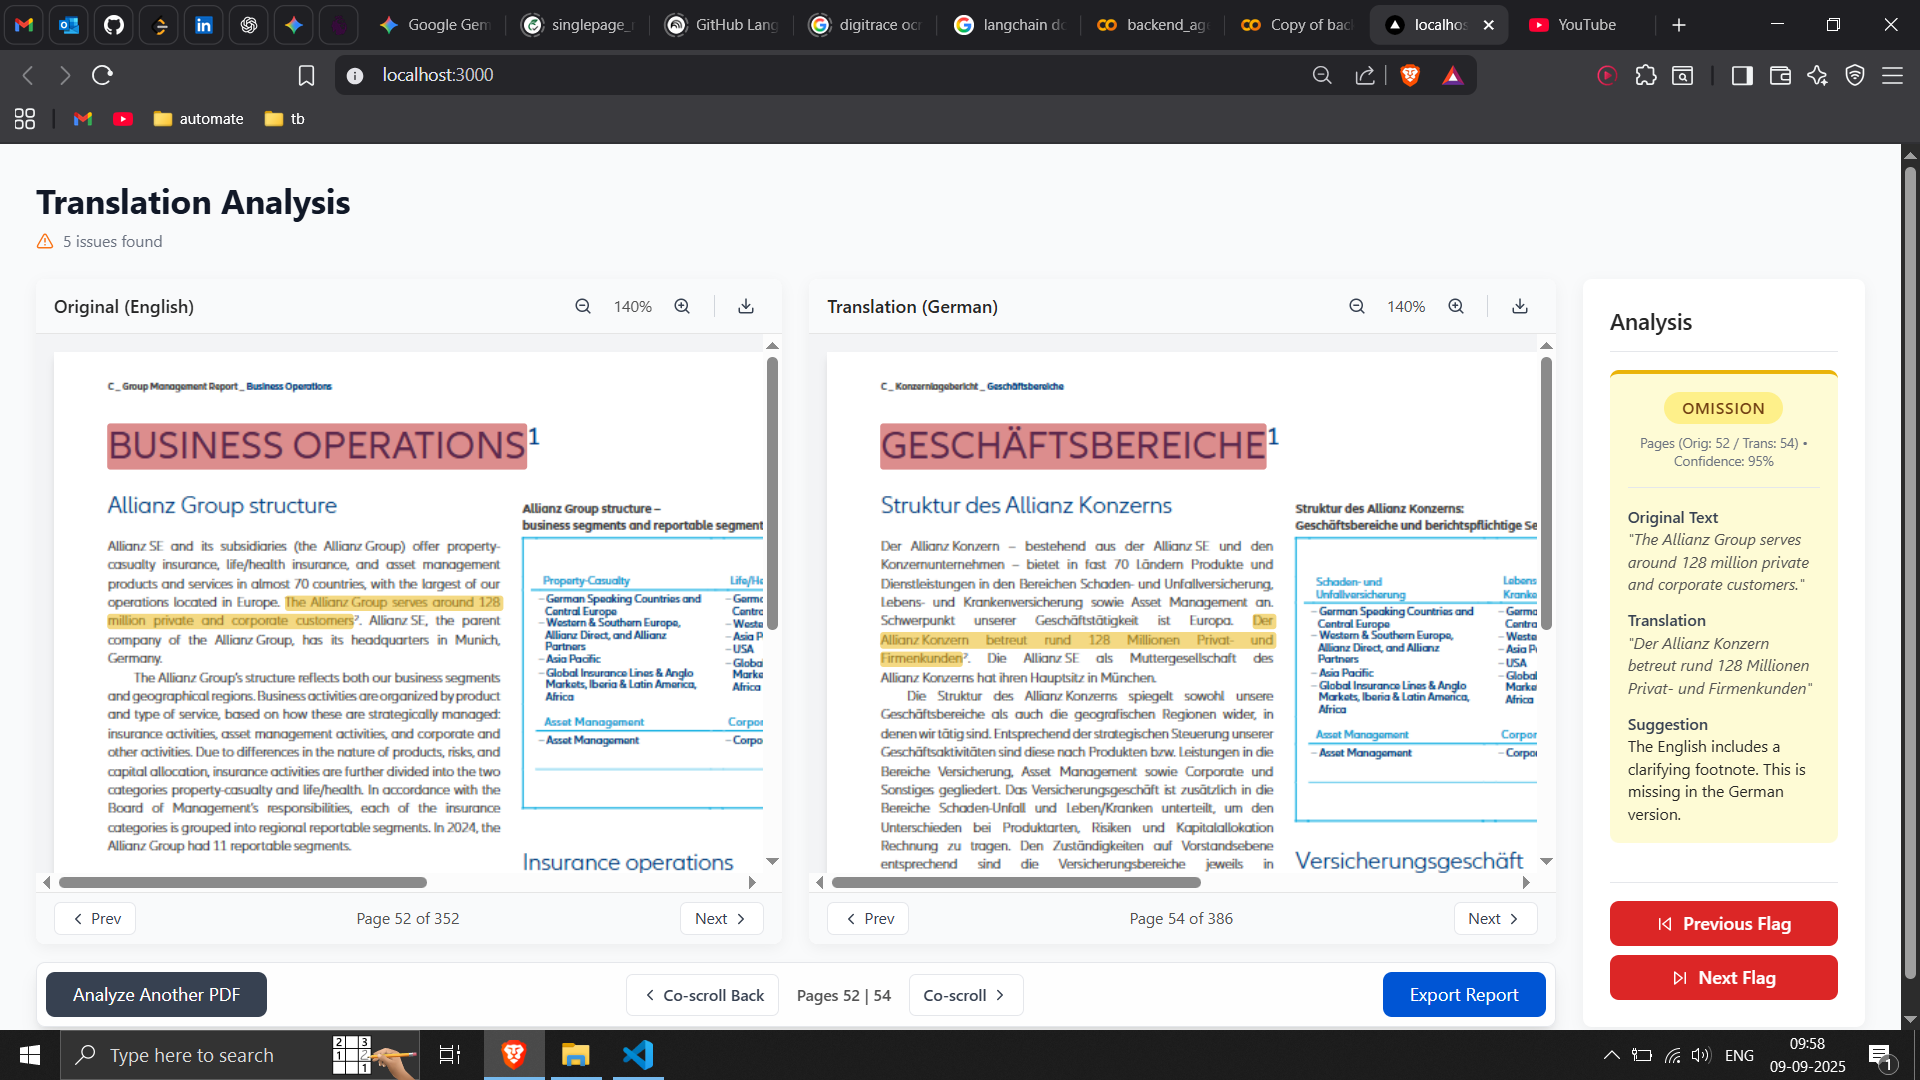 Google Gem
singlepage_r
GitHub Lang
digitrace ocr
langchain do
backend_age
Copy of bac
localhos
YouTube
localhost:3000
automate
tb
Translation Analysis
5 issues found
Original (English)
140%
C _ Group Management Report _ Business Operations
BUSINESS OPERATIONS1
Allianz Group structure
Allianz SE and its subsidiaries (the Allianz Group) offer property-
casualty insurance, life/health insurance, and asset management
products and services in almost 70 countries, with the largest of our
operations located in Europe. The Allianz Group serves around 128
million private and corporate customers². Allianz SE, the parent
company of the Allianz Group, has its headquarters in Munich,
Germany.
The Allianz Group's structure reflects both our business segments
and geographical regions. Business activities are organized by product
and type of service, based on how these are strategically managed:
insurance activities, asset management activities, and corporate and
other activities. Due to differences in the nature of products, risks, and
capital allocation, insurance activities are further divided into the two
categories property-casualty and life/health. In accordance with the
Board of Management's responsibilities, each of the insurance
categories is grouped into regional reportable segments. In 2024, the
Allianz Group had 11 reportable segments.
Allianz Group structure –
business segments and reportable segment
Property-Casualty
– German Speaking Countries and
Central Europe
– Western & Southern Europe,
Allianz Direct, and Allianz
Partners
– Asia Pacific
– Global Insurance Lines & Anglo
Markets, Iberia & Latin America,
Africa
Life/He
– Germa
Centra
– Weste
– Asia P
– USA
– Global
Marke
Africa
Asset Management
– Asset Management
Corpor
– Corpo
Insurance operations
Prev
Page 52 of 352
Next
Translation (German)
140%
C _ Konzernlagebericht _ Geschäftsbereiche
GESCHÄFTSBEREICHE1
Struktur des Allianz Konzerns
Der Allianz Konzern – bestehend aus der Allianz SE und den
Konzernunternehmen – bietet in fast 70 Ländern Produkte und
Dienstleistungen in den Bereichen Schaden- und Unfallversicherung,
Lebens- und Krankenversicherung sowie Asset Management an.
Schwerpunkt unserer Geschäftstätigkeit ist Europa. Der
Allianz Konzern betreut rund 128 Millionen Privat- und
Firmenkunden². Die Allianz SE als Muttergesellschaft des
Allianz Konzerns hat ihren Hauptsitz in München.
Die Struktur des Allianz Konzerns spiegelt sowohl unsere
Geschäftsbereiche als auch die geografischen Regionen wider, in
denen wir tätig sind. Entsprechend der strategischen Steuerung unserer
Geschäftsaktivitäten sind diese nach Produkten bzw. Leistungen in die
Bereiche Versicherung, Asset Management sowie Corporate und
Sonstiges gegliedert. Das Versicherungsgeschäft ist zusätzlich in die
Bereiche Schaden-Unfall und Leben/Kranken unterteilt, um den
Unterschieden bei Produktarten, Risiken und Kapitalallokation
Rechnung zu tragen. Den Zuständigkeiten auf Vorstandsebene
entsprechend sind die Versicherungsbereiche jeweils in
Struktur des Allianz Konzerns:
Geschäftsbereiche und berichtspflichtige Se
Schaden- und
Unfallversicherung
– German Speaking Countries and
Central Europe
– Western & Southern Europe,
Allianz Direct, and Allianz
Partners
– Asia Pacific
– Global Insurance Lines & Anglo
Markets, Iberia & Latin America,
Africa
Lebens
Kranke
– Germa
Centra
– Weste
– Asia P
– USA
– Global
Marke
Africa
Asset Management
– Asset Management
Corpor
– Corpo
Versicherungsgeschäft
Prev
Page 54 of 386
Next
Analysis
OMISSION
Pages (Orig: 52 / Trans: 54) •
Confidence: 95%
Original Text
"The Allianz Group serves
around 128 million private
and corporate customers."
Translation
"Der Allianz Konzern
betreut rund 128 Millionen
Privat- und Firmenkunden"
Suggestion
The English includes a
clarifying footnote. This is
missing in the German
version.
Previous Flag
Next Flag
Analyze Another PDF
Co-scroll Back
Pages 52 | 54
Co-scroll
Export Report
Type here to search
ENG
09:58
09-09-2025
1